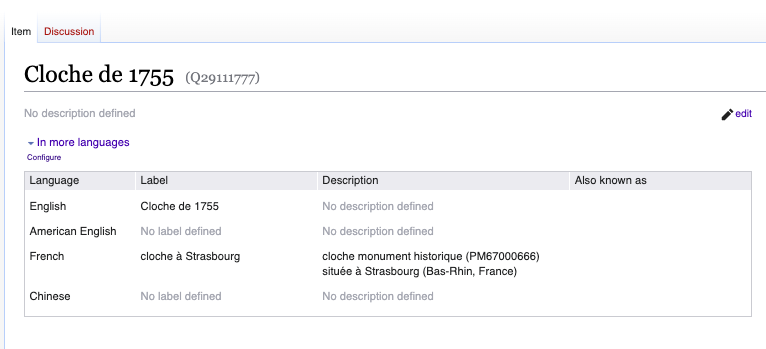 Item Discussion
Cloche de 1755 (Q29111777)
No description defined
edit
In more languages
Configure
Language Label Description Also known as
English Cloche de 1755 No description defined
American English No label defined No description defined
French cloche à Strasbourg cloche monument historique (PM67000666)
située à Strasbourg (Bas-Rhin, France)
Chinese No label defined No description defined